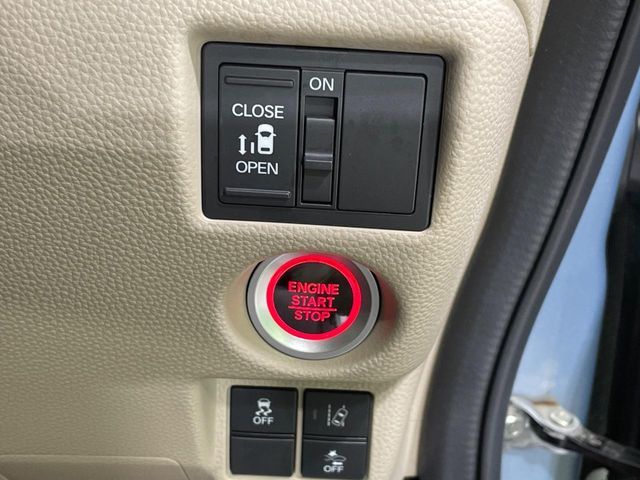 ON
CLOSE
OPEN
ENGINE
START
STOP
OFF
OFF